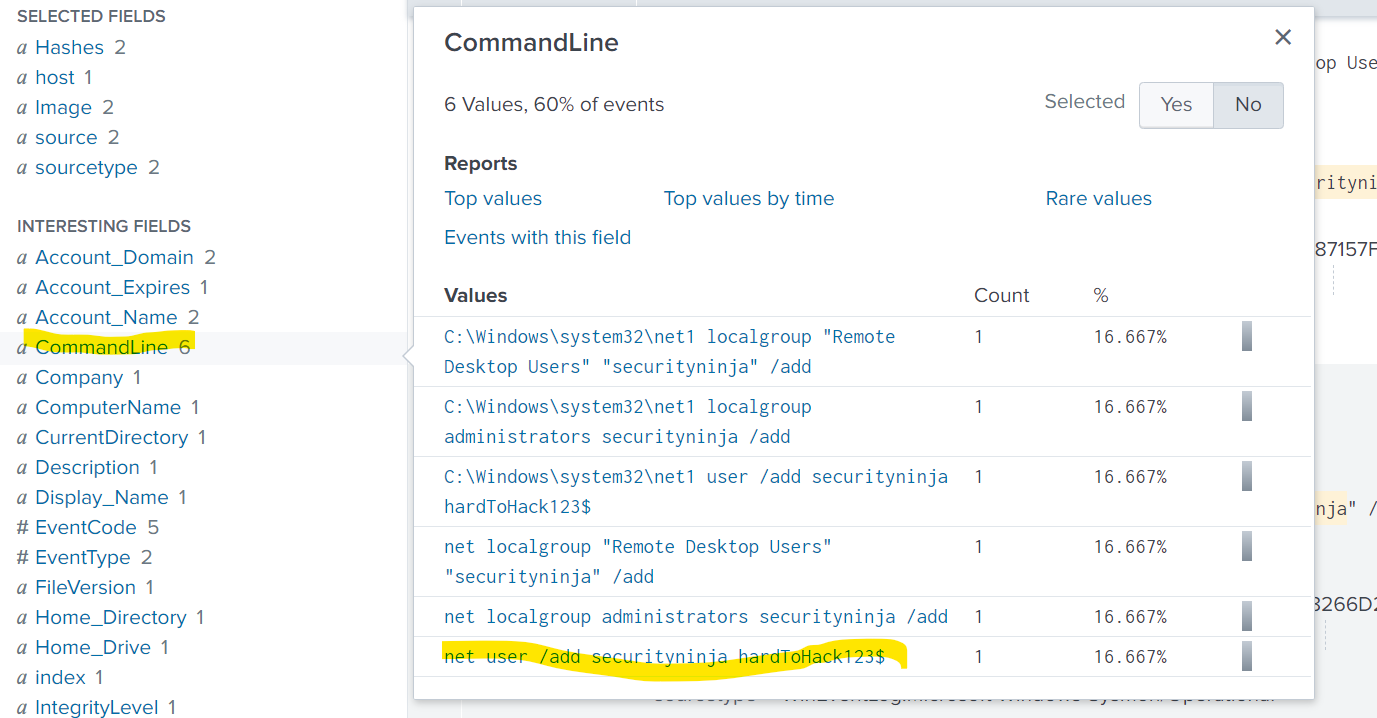 SELECTED FIELDS
a Hashes 2
a host 1
a Image 2
a source 2
a sourcetype 2
INTERESTING FIELDS
a Account_Domain 2
a Account_Expires 1
a Account_Name 2
a CommandLine 6
a Company 1
a ComputerName 1
a CurrentDirectory 1
a Description 1
a Display_Name 1
# EventCode 5
# EventType 2
a FileVersion 1
a Home_Directory 1
a Home_Drive 1
a index 1
a IntegrityLevel 1
CommandLine
6 Values, 60% of events
Selected Yes No
Reports
Top values Top values by time Rare values
Events with this field
Values Count %
C:\Windows\system32\net1 localgroup "Remote 1 16.667%
Desktop Users" "securityninja" /add
C:\Windows\system32\net1 localgroup 1 16.667%
administrators securityninja /add
C:\Windows\system32\net1 user /add securityninja 1 16.667%
hardToHack123$
net localgroup "Remote Desktop Users" 1 16.667%
"securityninja" /add
net localgroup administrators securityninja /add 1 16.667%
net user /add securityninja hardToHack123$ 1 16.667%
op Use
rityni
87157F
nja" /
3266D2